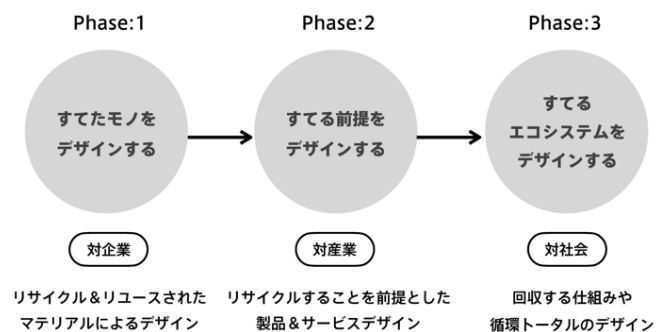 Phase:1
すてたモノを
デザインする
対企業
リサイクル＆リユースされた
マテリアルによるデザイン
Phase:2
すてる前提を
デザインする
対産業
リサイクルすることを前提とした
製品＆サービスデザイン
Phase:3
すてる
エコシステムを
デザインする
対社会
回収する仕組みや
循環トータルのデザイン